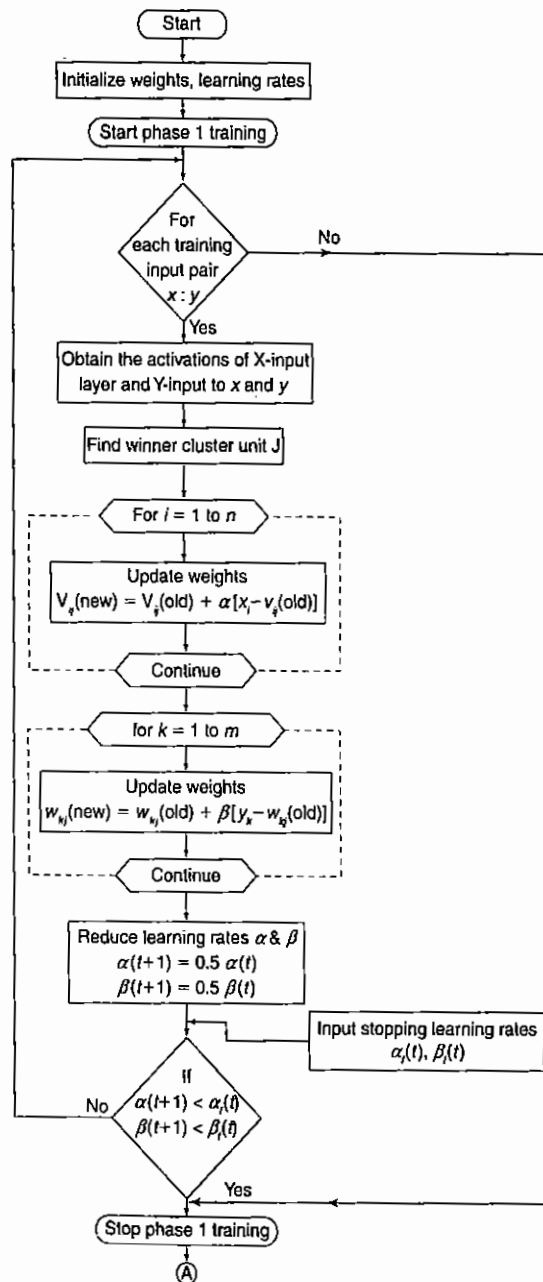 Start
Initialize weights, learning rates
Start phase 1 training
For
each training
input pair
x : y
No
Yes
Obtain the activations of X-input
layer and Y-input to x and y
Find winner cluster unit J
For i = 1 to n
Update weights
V_ij(new) = V_ij(old) + α[x_i–v_ij(old)]
Continue
for k = 1 to m
Update weights
w_kj(new) = w_kj(old) + β[y_k–w_kj(old)]
Continue
Reduce learning rates α & β
α(t+1) = 0.5 α(t)
β(t+1) = 0.5 β(t)
Input stopping learning rates
α_i(t), β_i(t)
If
α(t+1) < α_i(t)
β(t+1) < β_i(t)
No
Yes
Stop phase 1 training
A